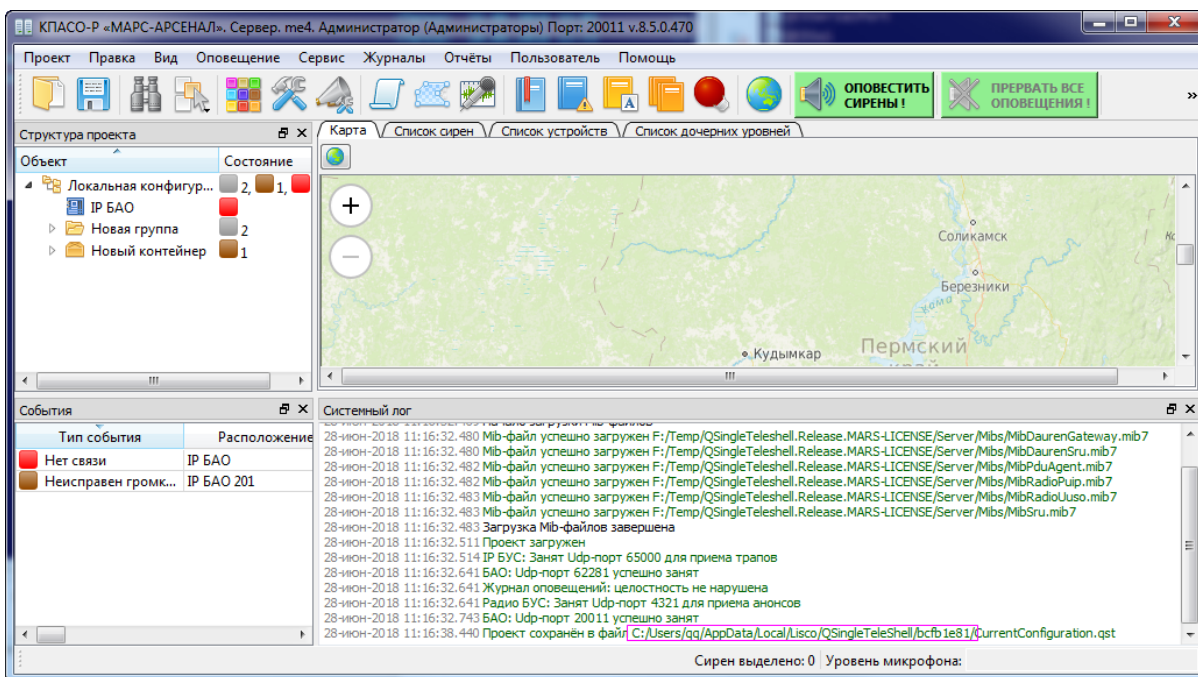 КПАСО-Р «МАРС-АРСЕНАЛ». Сервер. me4. Администратор (Администраторы) Порт: 20011 v.8.5.0.470
Проект Правка Вид Оповещение Сервис Журналы Отчёты Пользователь Помощь
ОПОВЕСТИТЬ СИРЕНЫ !
ПРЕРВАТЬ ВСЕ ОПОВЕЩЕНИЯ !
Структура проекта
Объект Состояние
Локальная конфигур... 2, 1,
IP БАО
Новая группа 2
Новый контейнер 1
Карта Список сирен Список устройств Список дочерних уровней
Соликамск
Березники
Кама
Кудымкар
Пермский
События
Тип события Расположение
Нет связи IP БАО
Неисправен громк... IP БАО 201
Системный лог
28-июн-2018 11:16:32.480 Mib-файл успешно загружен F:/Temp/QSingleTeleshell.Release.MARS-LICENSE/Server/Mibs/MibDaurenGateway.mib7
28-июн-2018 11:16:32.480 Mib-файл успешно загружен F:/Temp/QSingleTeleshell.Release.MARS-LICENSE/Server/Mibs/MibDaurenSru.mib7
28-июн-2018 11:16:32.482 Mib-файл успешно загружен F:/Temp/QSingleTeleshell.Release.MARS-LICENSE/Server/Mibs/MibPduAgent.mib7
28-июн-2018 11:16:32.482 Mib-файл успешно загружен F:/Temp/QSingleTeleshell.Release.MARS-LICENSE/Server/Mibs/MibRadioPuip.mib7
28-июн-2018 11:16:32.483 Mib-файл успешно загружен F:/Temp/QSingleTeleshell.Release.MARS-LICENSE/Server/Mibs/MibRadioUuso.mib7
28-июн-2018 11:16:32.483 Mib-файл успешно загружен F:/Temp/QSingleTeleshell.Release.MARS-LICENSE/Server/Mibs/MibSru.mib7
28-июн-2018 11:16:32.483 Загрузка Mib-файлов завершена
28-июн-2018 11:16:32.511 Проект загружен
28-июн-2018 11:16:32.514 IP БУС: Занят Udp-порт 65000 для приема трапов
28-июн-2018 11:16:32.641 БАО: Udp-порт 62281 успешно занят
28-июн-2018 11:16:32.641 Журнал оповещений: целостность не нарушена
28-июн-2018 11:16:32.641 Радио БУС: Занят Udp-порт 4321 для приема анонсов
28-июн-2018 11:16:32.743 БАО: Udp-порт 20011 успешно занят
28-июн-2018 11:16:38.440 Проект сохранён в файл C:/Users/qq/AppData/Local/Lisco/QSingleTeleShell/bcfb1e81/CurrentConfiguration.qst
Сирен выделено: 0 Уровень микрофона: